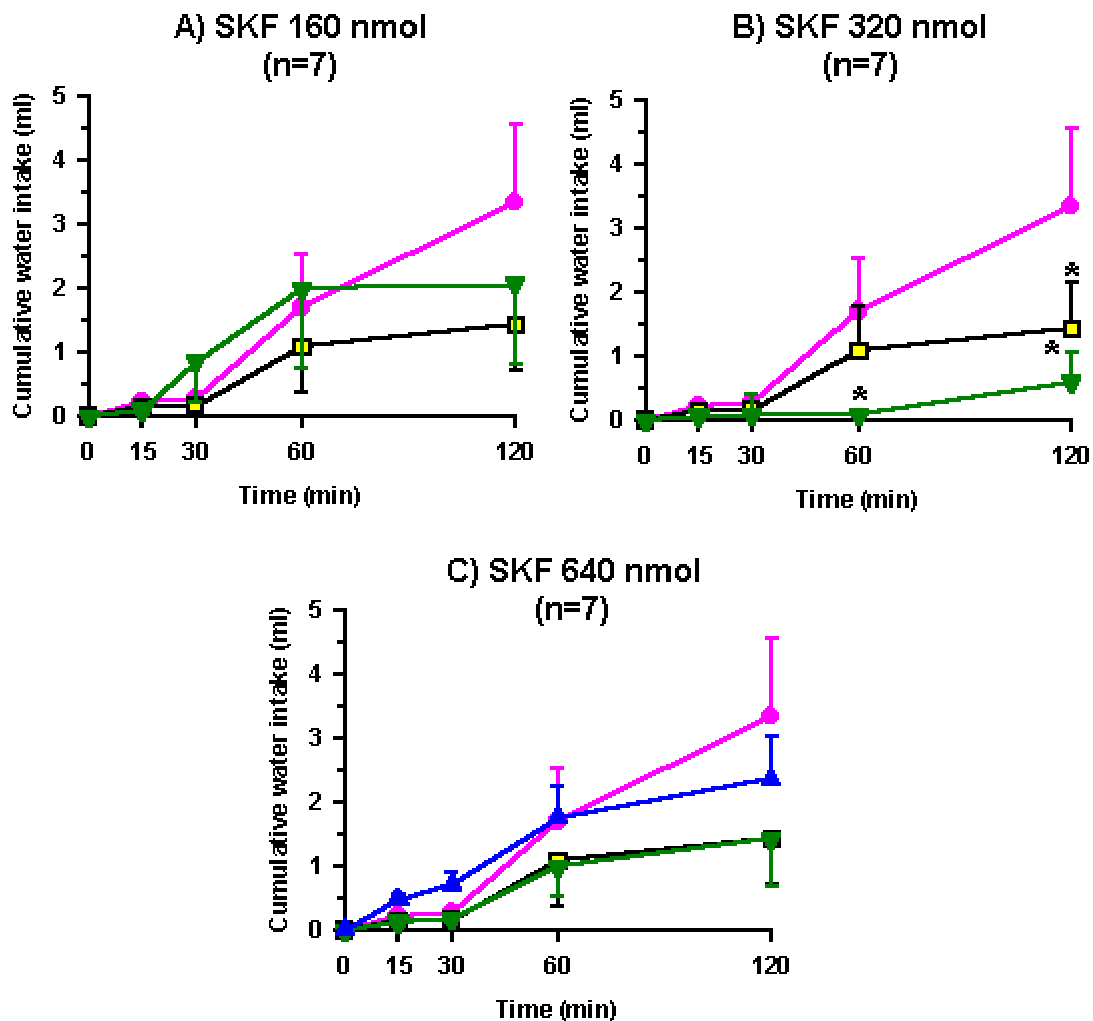 A) SKF 160 nmol
(n=7)
Cumulative water intake (ml)
5
4
3
2
1
0
0 15 30 60 120
Time (min)
B) SKF 320 nmol
(n=7)
Cumulative water intake (ml)
5
4
3
2
1
0
*
*
*
0 15 30 60 120
Time (min)
C) SKF 640 nmol
(n=7)
Cumulative water intake (ml)
5
4
3
2
1
0
0 15 30 60 120
Time (min)